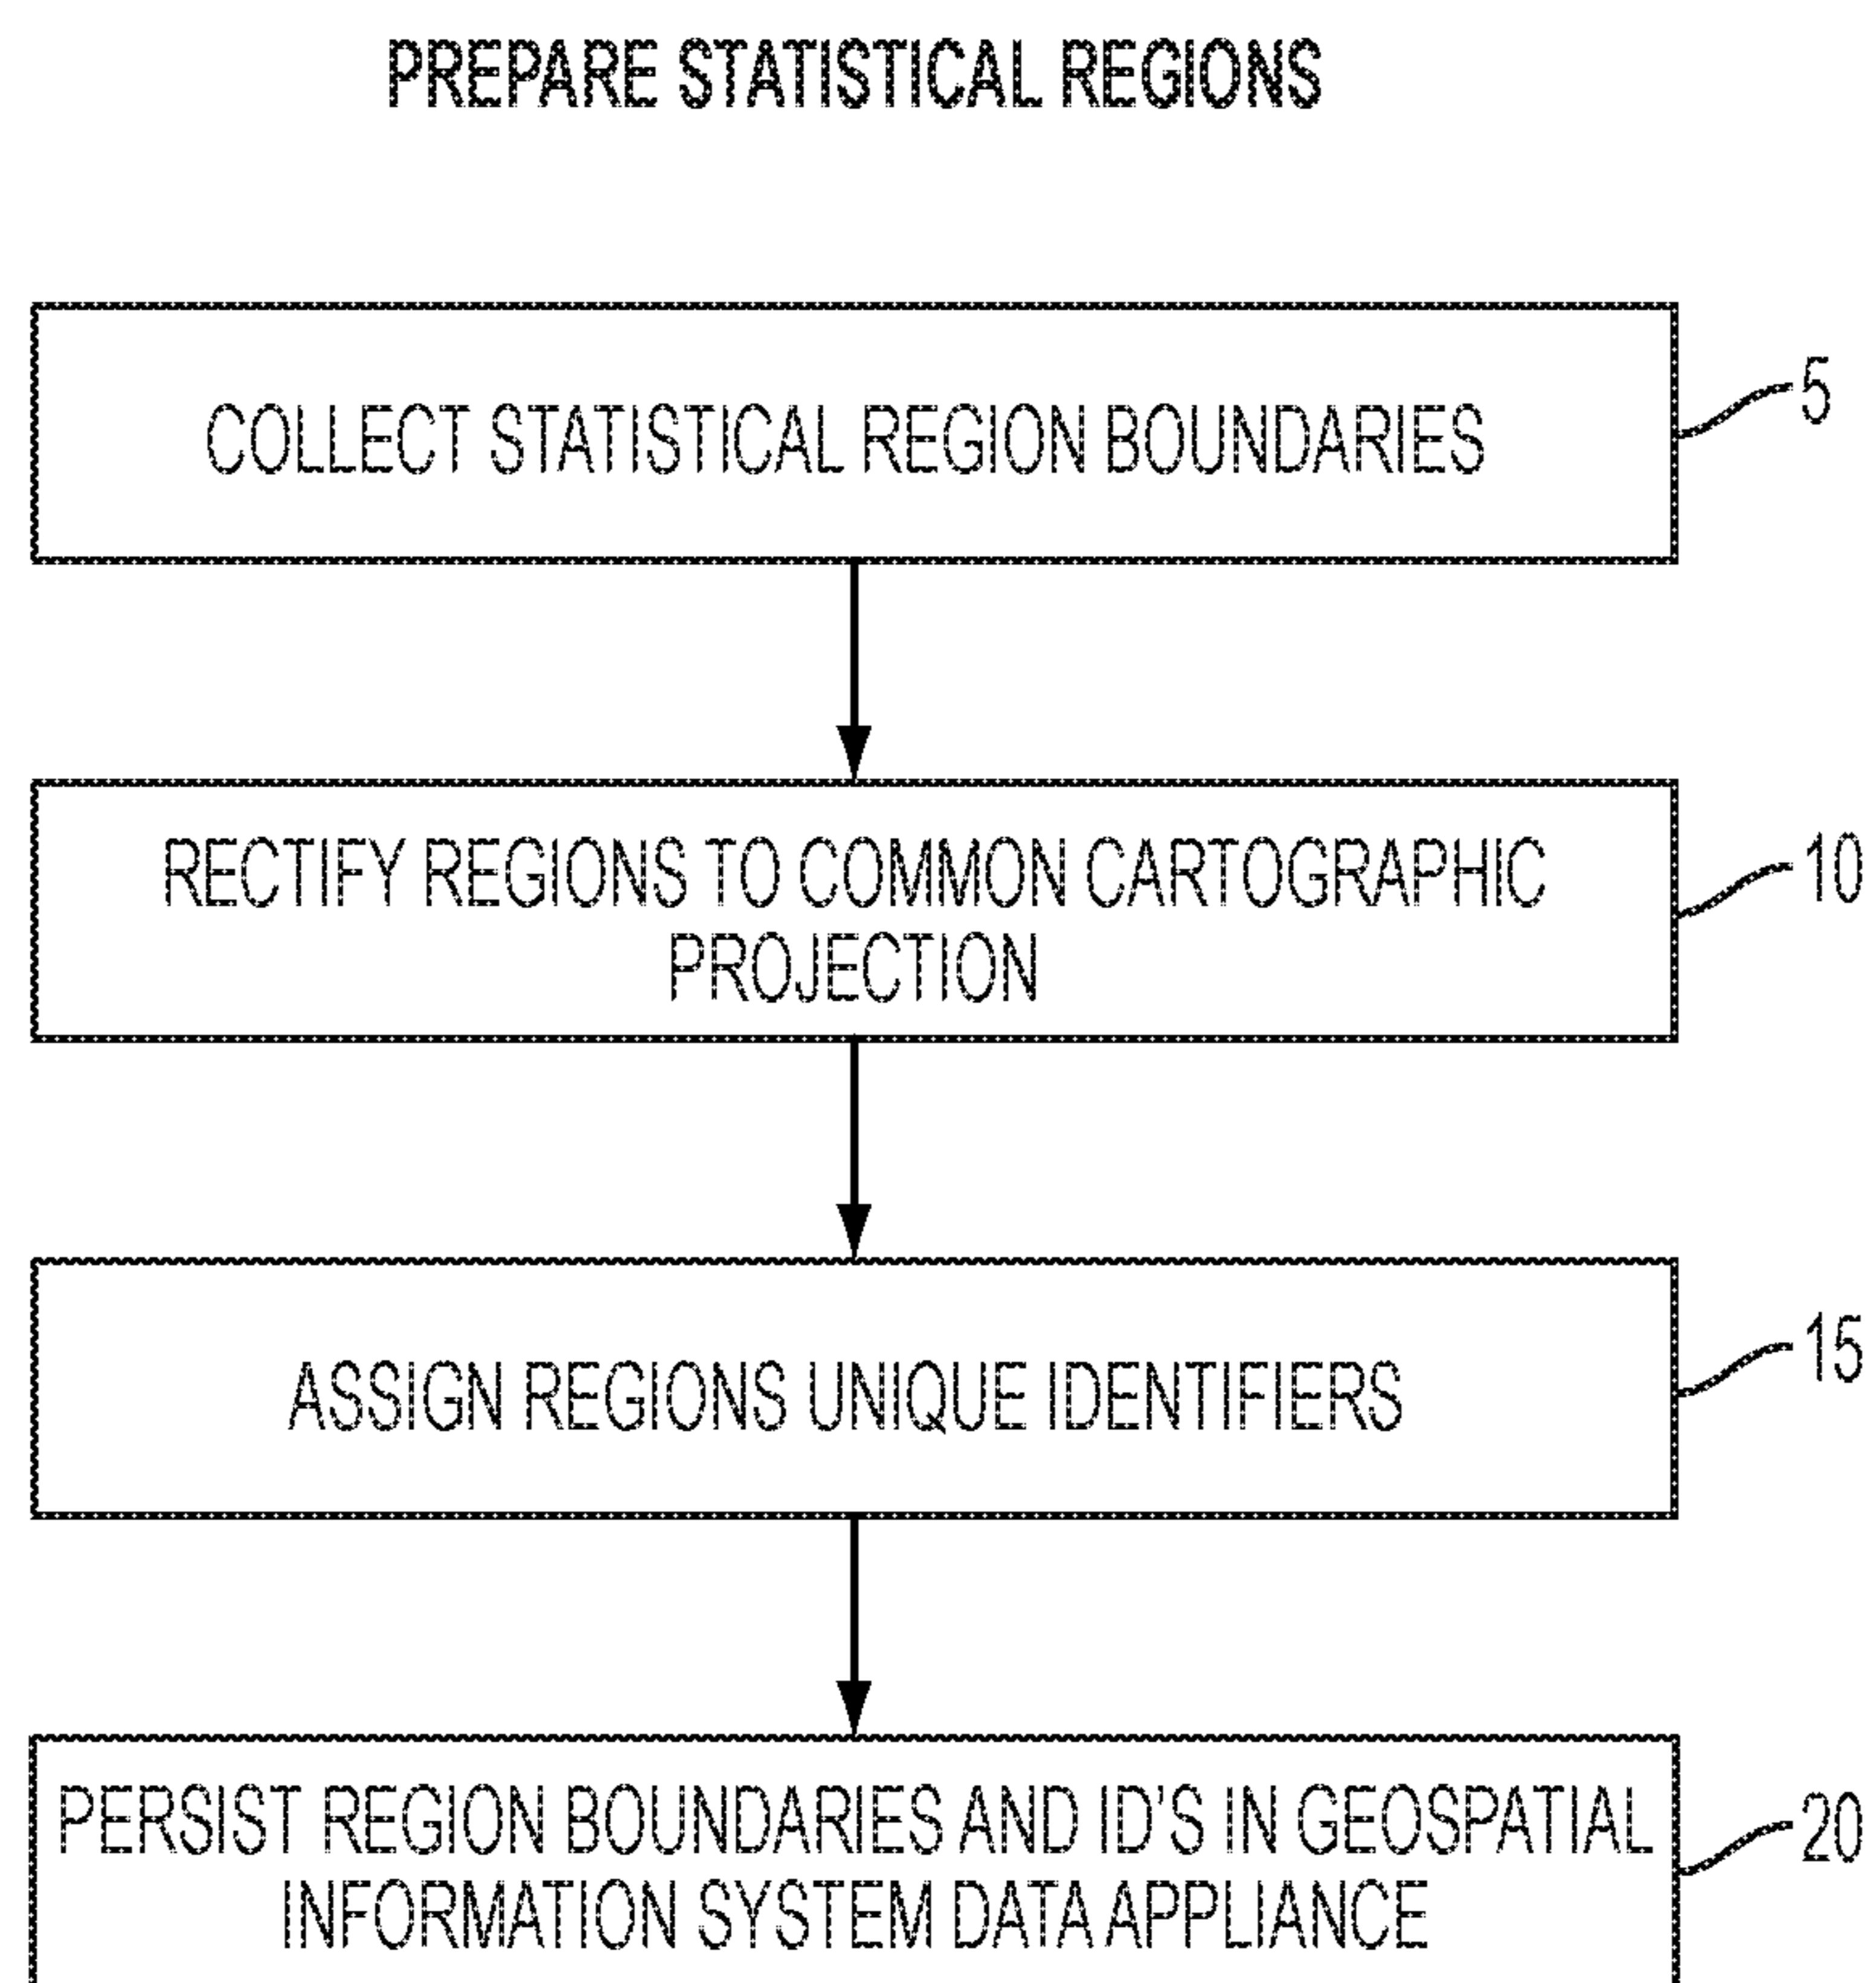 PREPARE STATISTICAL REGIONS
COLLECT STATISTICAL REGION BOUNDARIES
5
RECTIFY REGIONS TO COMMON CARTOGRAPHIC
PROJECTION
10
ASSIGN REGIONS UNIQUE IDENTIFIERS
15
PERSIST REGION BOUNDARIES AND ID'S IN GEOSPATIAL
INFORMATION SYSTEM DATA APPLIANCE
20